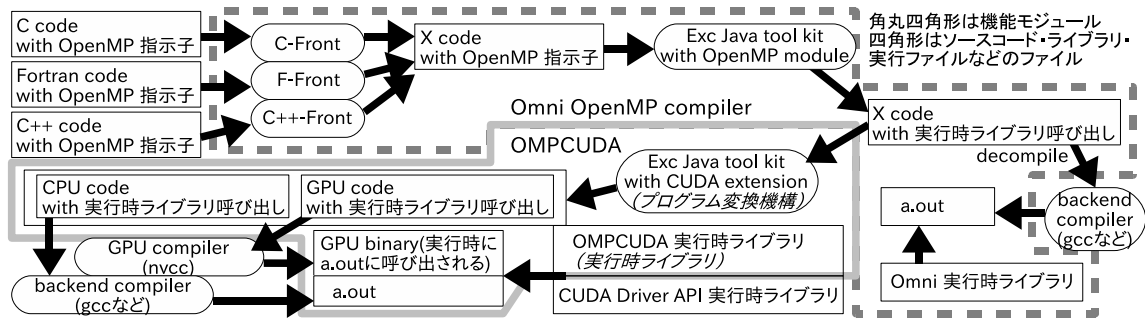 C code
with OpenMP 指示子
Fortran code
with OpenMP 指示子
C++ code
with OpenMP 指示子
C-Front
F-Front
C++-Front
X code
with OpenMP 指示子
Exc Java tool kit
with OpenMP module
角丸四角形は機能モジュール
四角形はソースコード・ライブラリ・
実行ファイルなどのファイル
Omni OpenMP compiler
OMPCUDA
X code
with 実行時ライブラリ呼び出し
decompile
Exc Java tool kit
with CUDA extension
(プログラム変換機構)
CPU code
with 実行時ライブラリ呼び出し
GPU code
with 実行時ライブラリ呼び出し
a.out
backend
compiler
(gccなど)
GPU compiler
(nvcc)
backend compiler
(gccなど)
GPU binary(実行時に
a.outに呼び出される)
a.out
OMPCUDA 実行時ライブラリ
(実行時ライブラリ)
CUDA Driver API 実行時ライブラリ
Omni 実行時ライブラリ